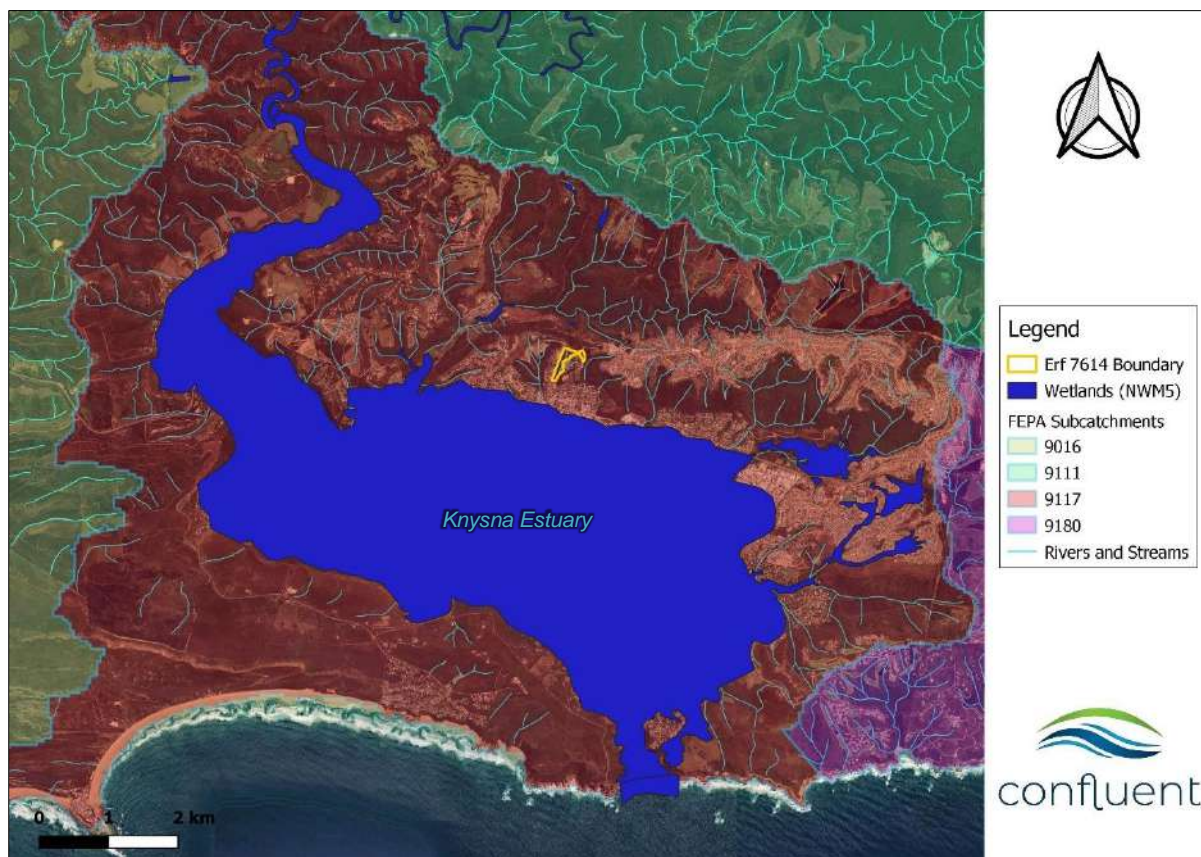 Knysna Estuary
0 1 2 km
Legend
Erf 7614 Boundary
Wetlands (NWM5)
FEPA Subcatchments
9016
9111
9117
9180
Rivers and Streams
confluent